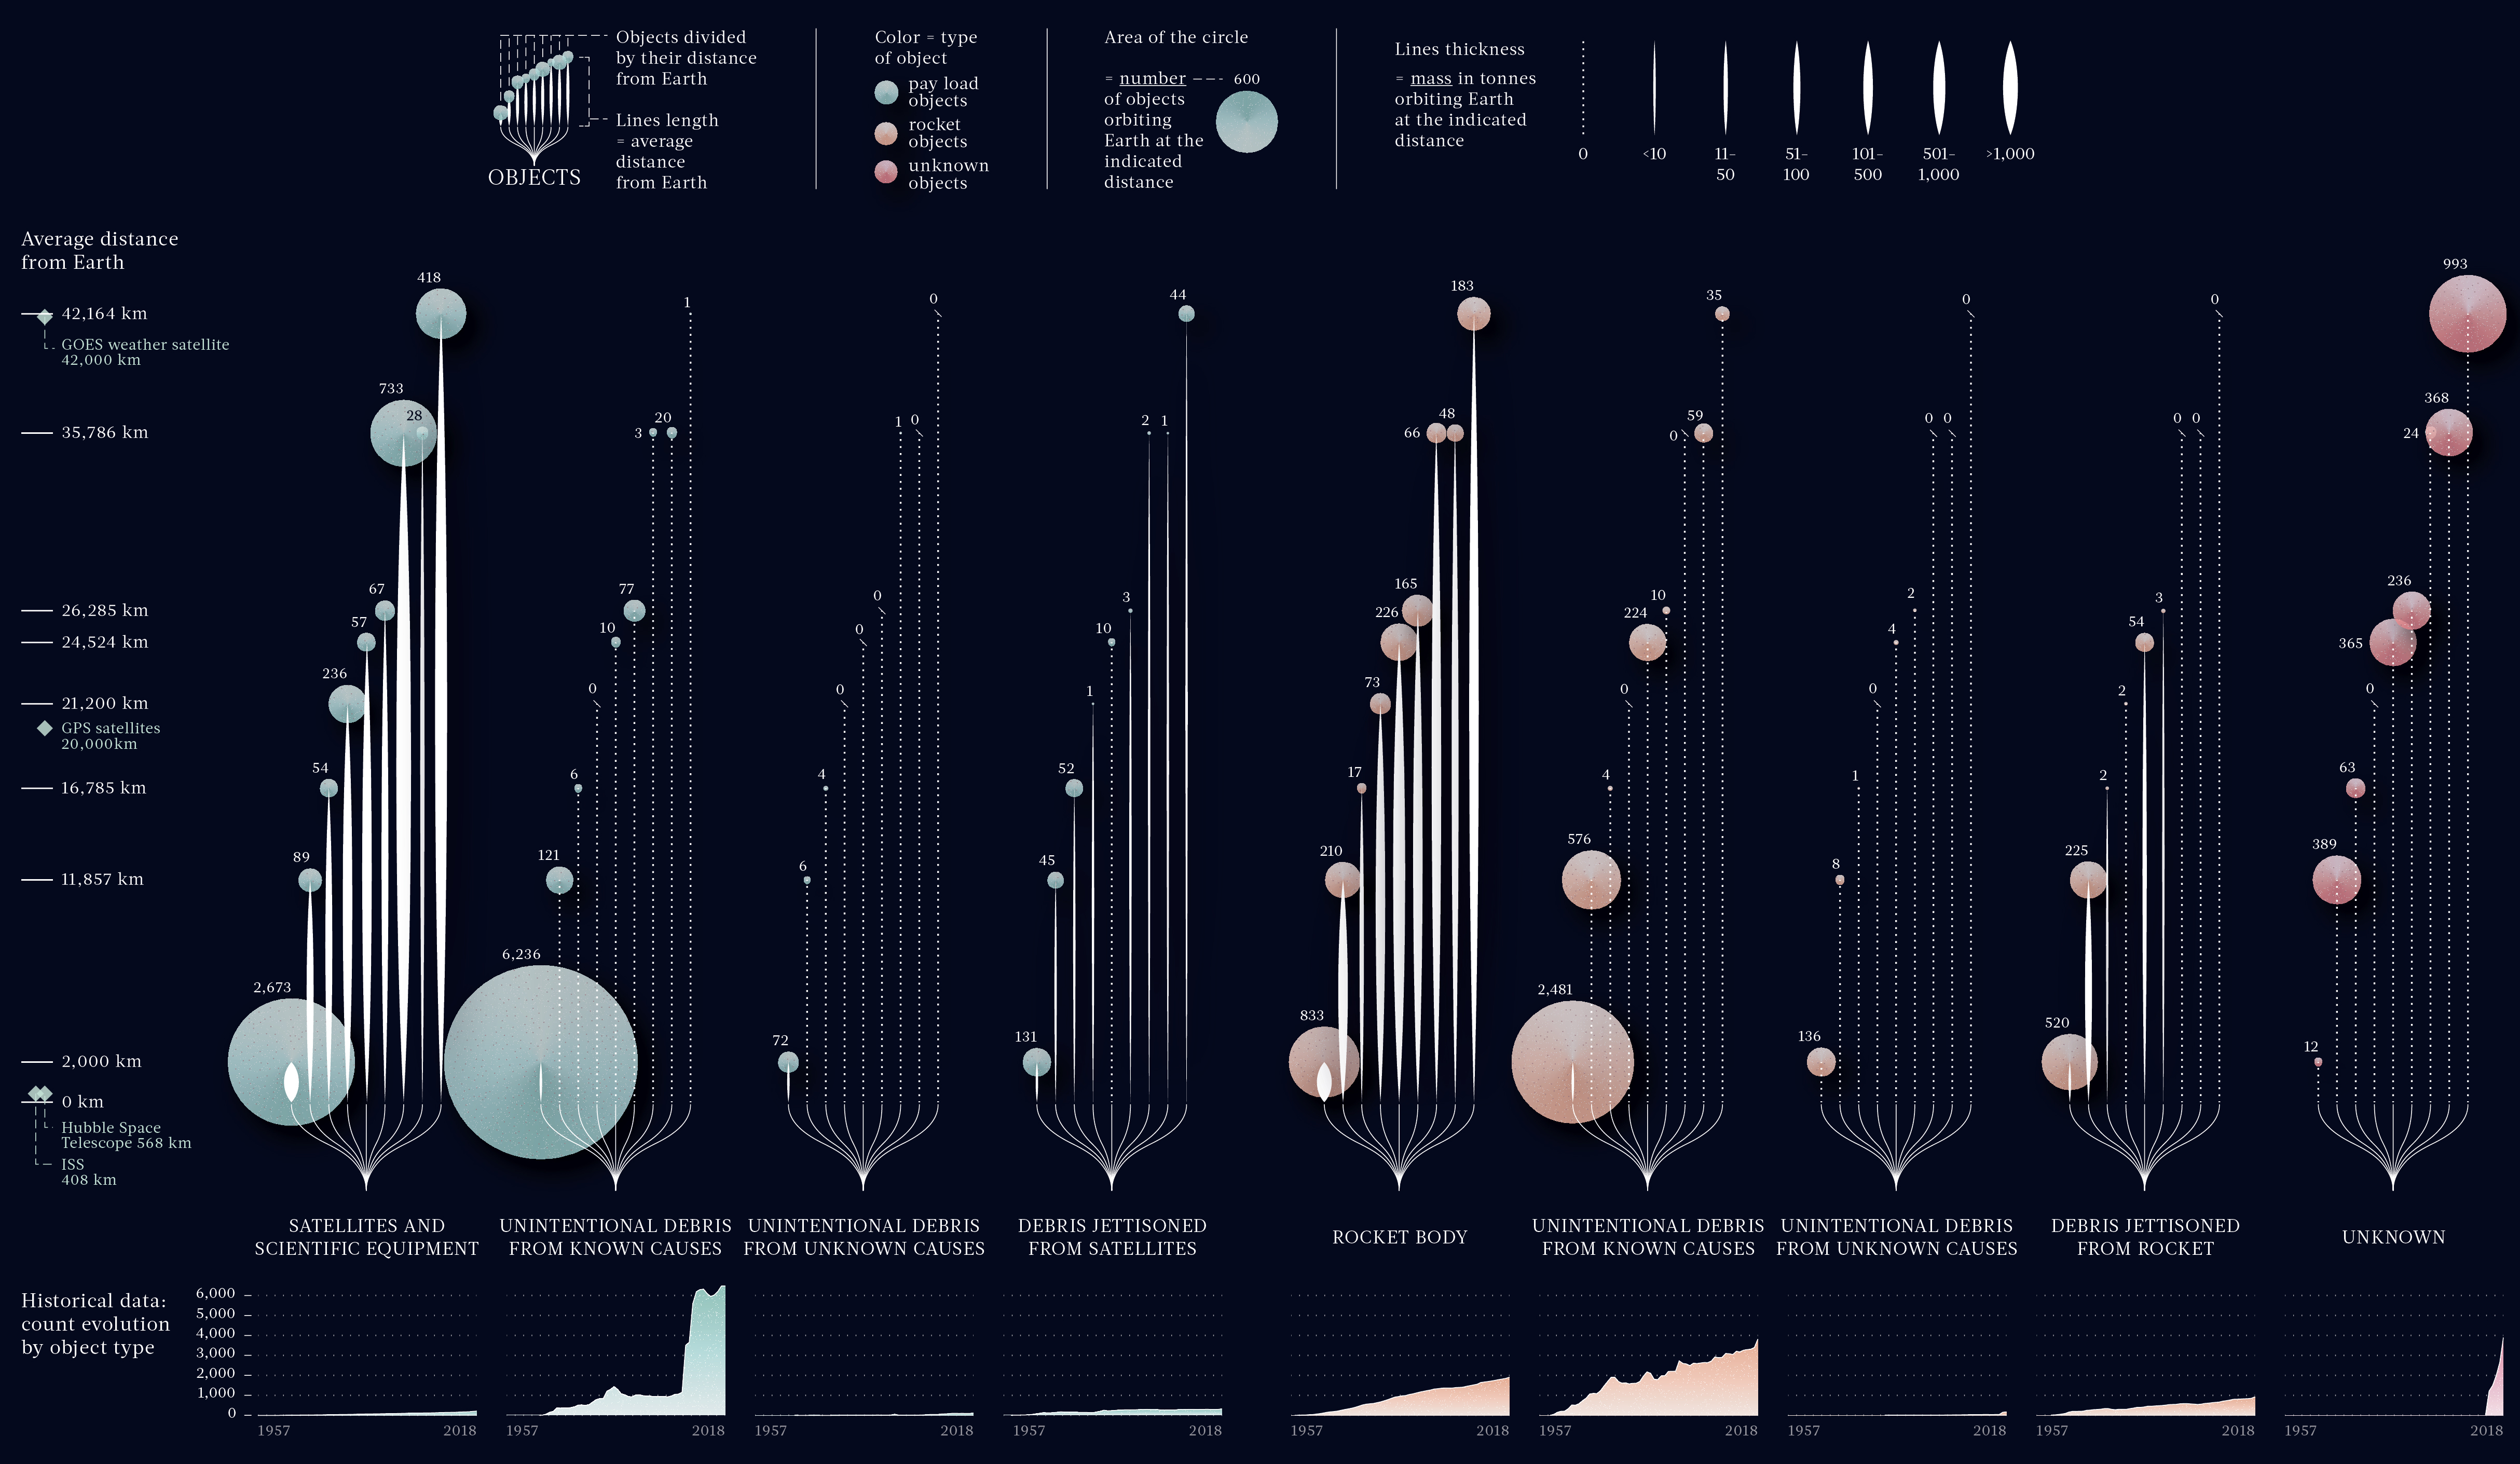 Objects divided
by their distance
from Earth
Lines length
= average
distance
from Earth
OBJECTS
Color = type
of object
pay load
objects
rocket
objects
unknown
objects
Area of the circle
= number
600
of objects
orbiting
Earth at the
indicated
distance
Lines thickness
= mass in tonnes
orbiting Earth
at the indicated
distance
0
<10
11–
50
51–
100
101–
500
501–
1,000
>1,000
Average distance
from Earth
42,164 km
GOES weather satellite
42,000 km
35,786 km
26,285 km
24,524 km
21,200 km
GPS satellites
20,000km
16,785 km
11,857 km
2,000 km
0 km
Hubble Space
Telescope 568 km
ISS
408 km
418
733
28
67
57
236
54
89
2,673
SATELLITES AND
SCIENTIFIC EQUIPMENT
1
20
3
77
10
0
6
121
6,236
UNINTENTIONAL DEBRIS
FROM KNOWN CAUSES
0
1
0
0
0
0
4
6
72
UNINTENTIONAL DEBRIS
FROM UNKNOWN CAUSES
44
2
1
3
10
1
52
45
131
DEBRIS JETTISONED
FROM SATELLITES
183
48
66
165
226
73
17
210
833
ROCKET BODY
35
59
0
10
224
0
4
576
2,481
UNINTENTIONAL DEBRIS
FROM KNOWN CAUSES
0
0
0
2
4
0
1
8
136
UNINTENTIONAL DEBRIS
FROM UNKNOWN CAUSES
0
0
0
3
54
2
2
225
520
DEBRIS JETTISONED
FROM ROCKET
993
368
24
236
365
0
63
389
12
UNKNOWN
Historical data:
count evolution
by object type
6,000
5,000
4,000
3,000
2,000
1,000
0
1957
2018
1957
2018
1957
2018
1957
2018
1957
2018
1957
2018
1957
2018
1957
2018
1957
2018